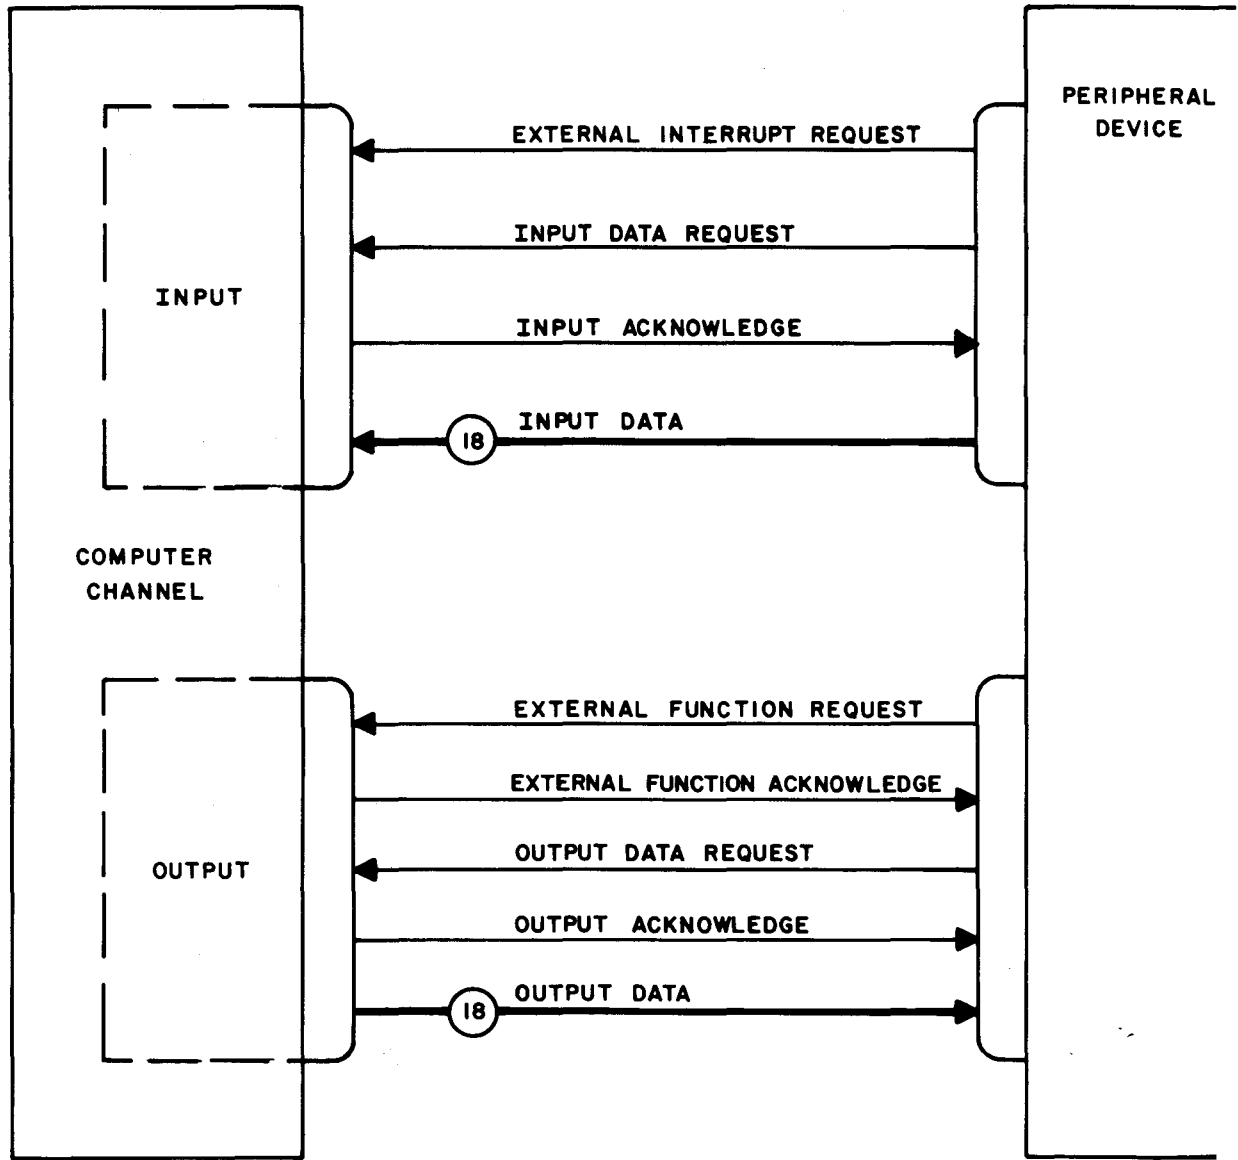 PERIPHERAL
DEVICE
EXTERNAL INTERRUPT REQUEST
INPUT DATA REQUEST
INPUT
INPUT ACKNOWLEDGE
INPUT DATA
18
COMPUTER
CHANNEL
EXTERNAL FUNCTION REQUEST
EXTERNAL FUNCTION ACKNOWLEDGE
OUTPUT DATA REQUEST
OUTPUT
OUTPUT ACKNOWLEDGE
OUTPUT DATA
18